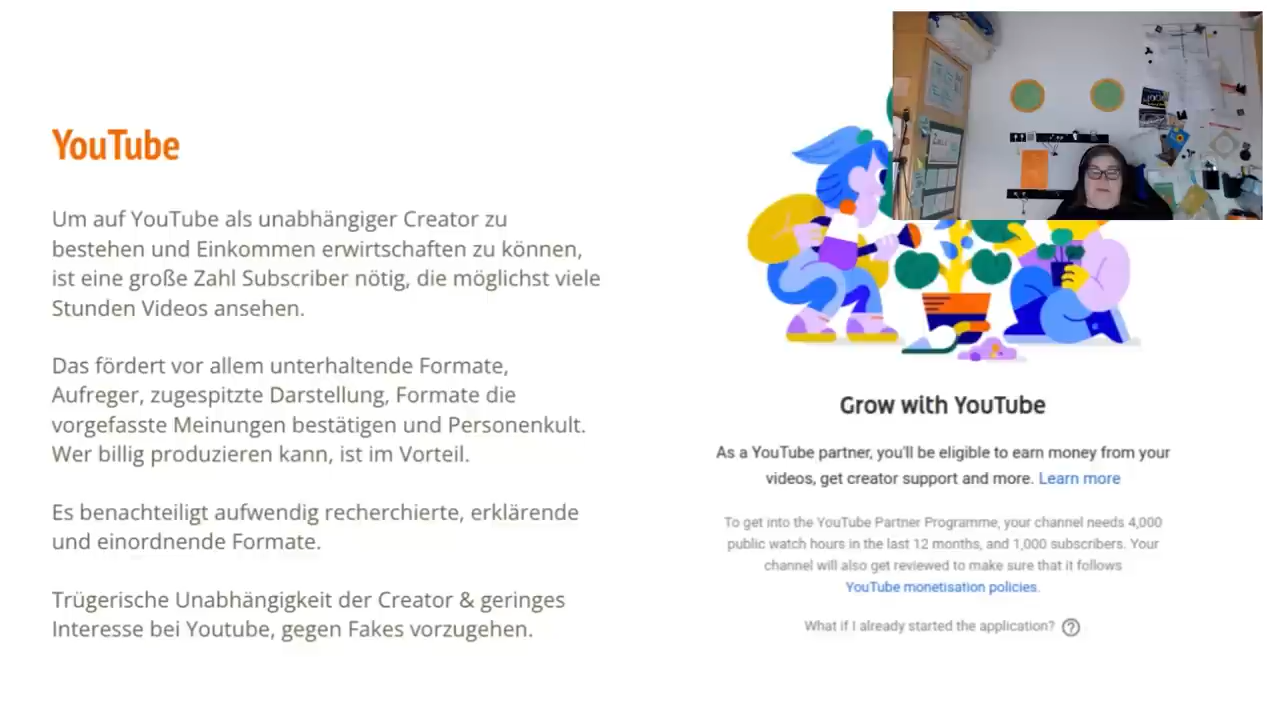 YouTube
Um auf YouTube als unabhängiger Creator zu
bestehen und Einkommen erwirtschaften zu können,
ist eine große Zahl Subscriber nötig, die möglichst viele
Stunden Videos ansehen.
Das fördert vor allem unterhaltende Formate,
Aufreger, zugespitzte Darstellung, Formate die
vorgefasste Meinungen bestätigen und Personenkult.
Wer billig produzieren kann, ist im Vorteil.
Es benachteiligt aufwendig recherchierte, erklärende
und einordnende Formate.
Trügerische Unabhängigkeit der Creator & geringes
Interesse bei Youtube, gegen Fakes vorzugehen.
Grow with YouTube
As a YouTube partner, you'll be eligible to earn money from your
videos, get creator support and more. Learn more
To get into the YouTube Partner Programme, your channel needs 4,000
public watch hours in the last 12 months, and 1,000 subscribers. Your
channel will also get reviewed to make sure that it follows
YouTube monetisation policies.
What if I already started the application? ?